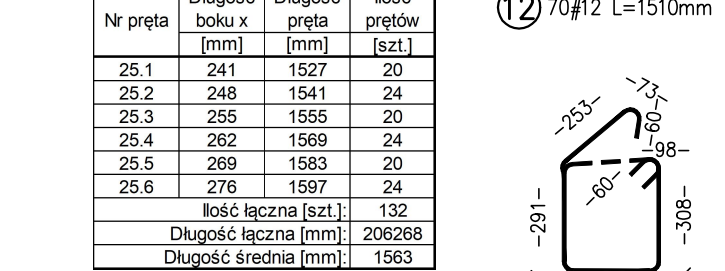 Nr pręta Długość Długość Ilość
boku x pręta prętów
[mm] [mm] [szt.]
25.1 241 1527 20
25.2 248 1541 24
25.3 255 1555 20
25.4 262 1569 24
25.5 269 1583 20
25.6 276 1597 24
Ilość łączna [szt.]: 132
Długość łączna [mm]: 206268
Długość średnia [mm]: 1563
12 70#12 L=1510mm
-253-
-73-
-60-
-98-
-60-
-291-
-308-